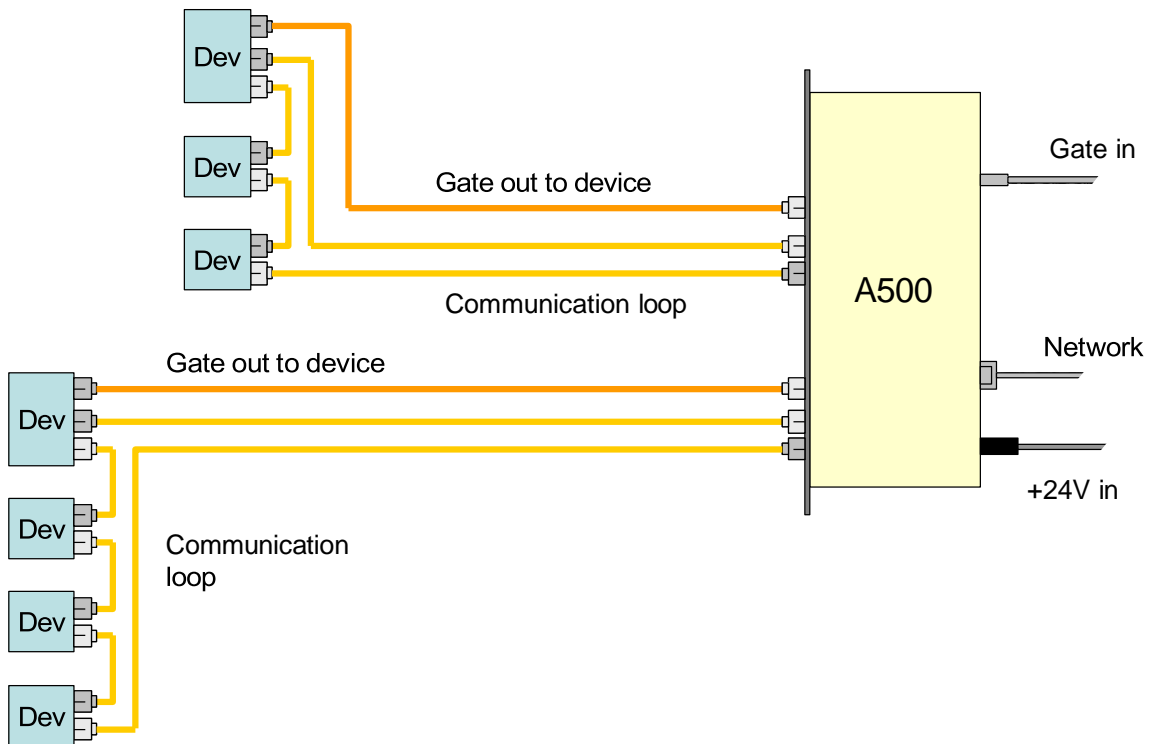 Dev
Gate in
Dev
Gate out to device
Dev
A500
Communication loop
Network
Gate out to device
Dev
+24V in
Dev
Communication
loop
Dev
Dev